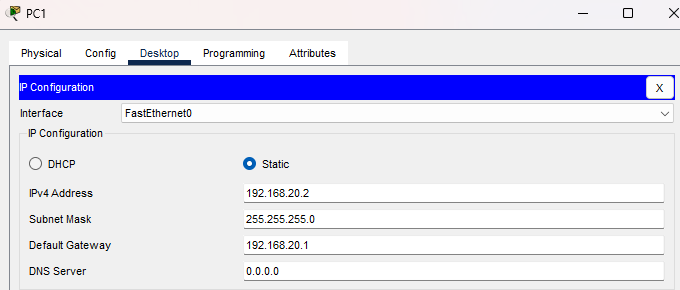 PC1
Physical Config Desktop Programming Attributes
IP Configuration X
Interface FastEthernet0
IP Configuration
DHCP Static
IPv4 Address 192.168.20.2
Subnet Mask 255.255.255.0
Default Gateway 192.168.20.1
DNS Server 0.0.0.0